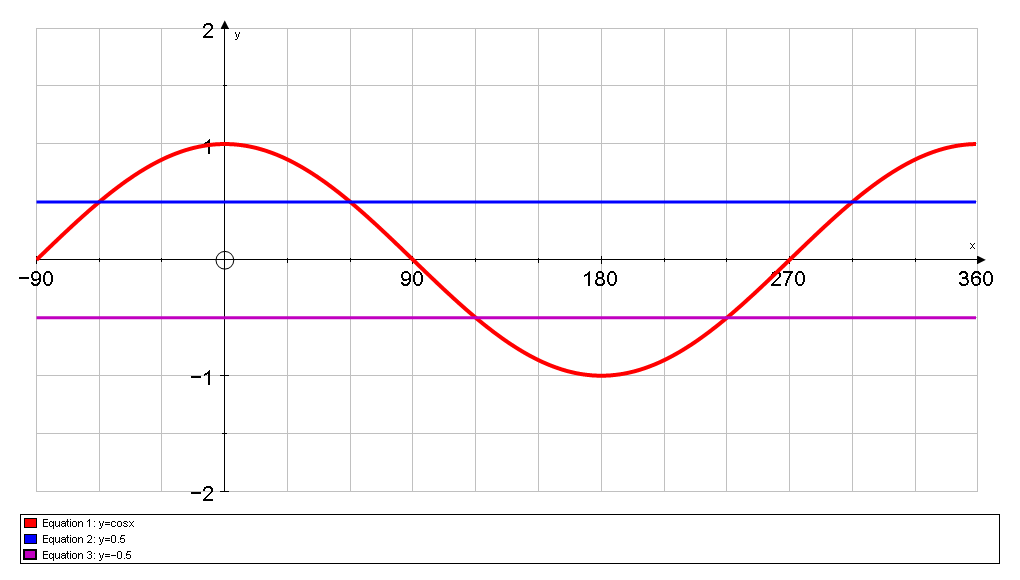 2
y
1
x
−90
90
180
270
360
−1
−2
Equation 1: y=cosx
Equation 2: y=0.5
Equation 3: y=−0.5